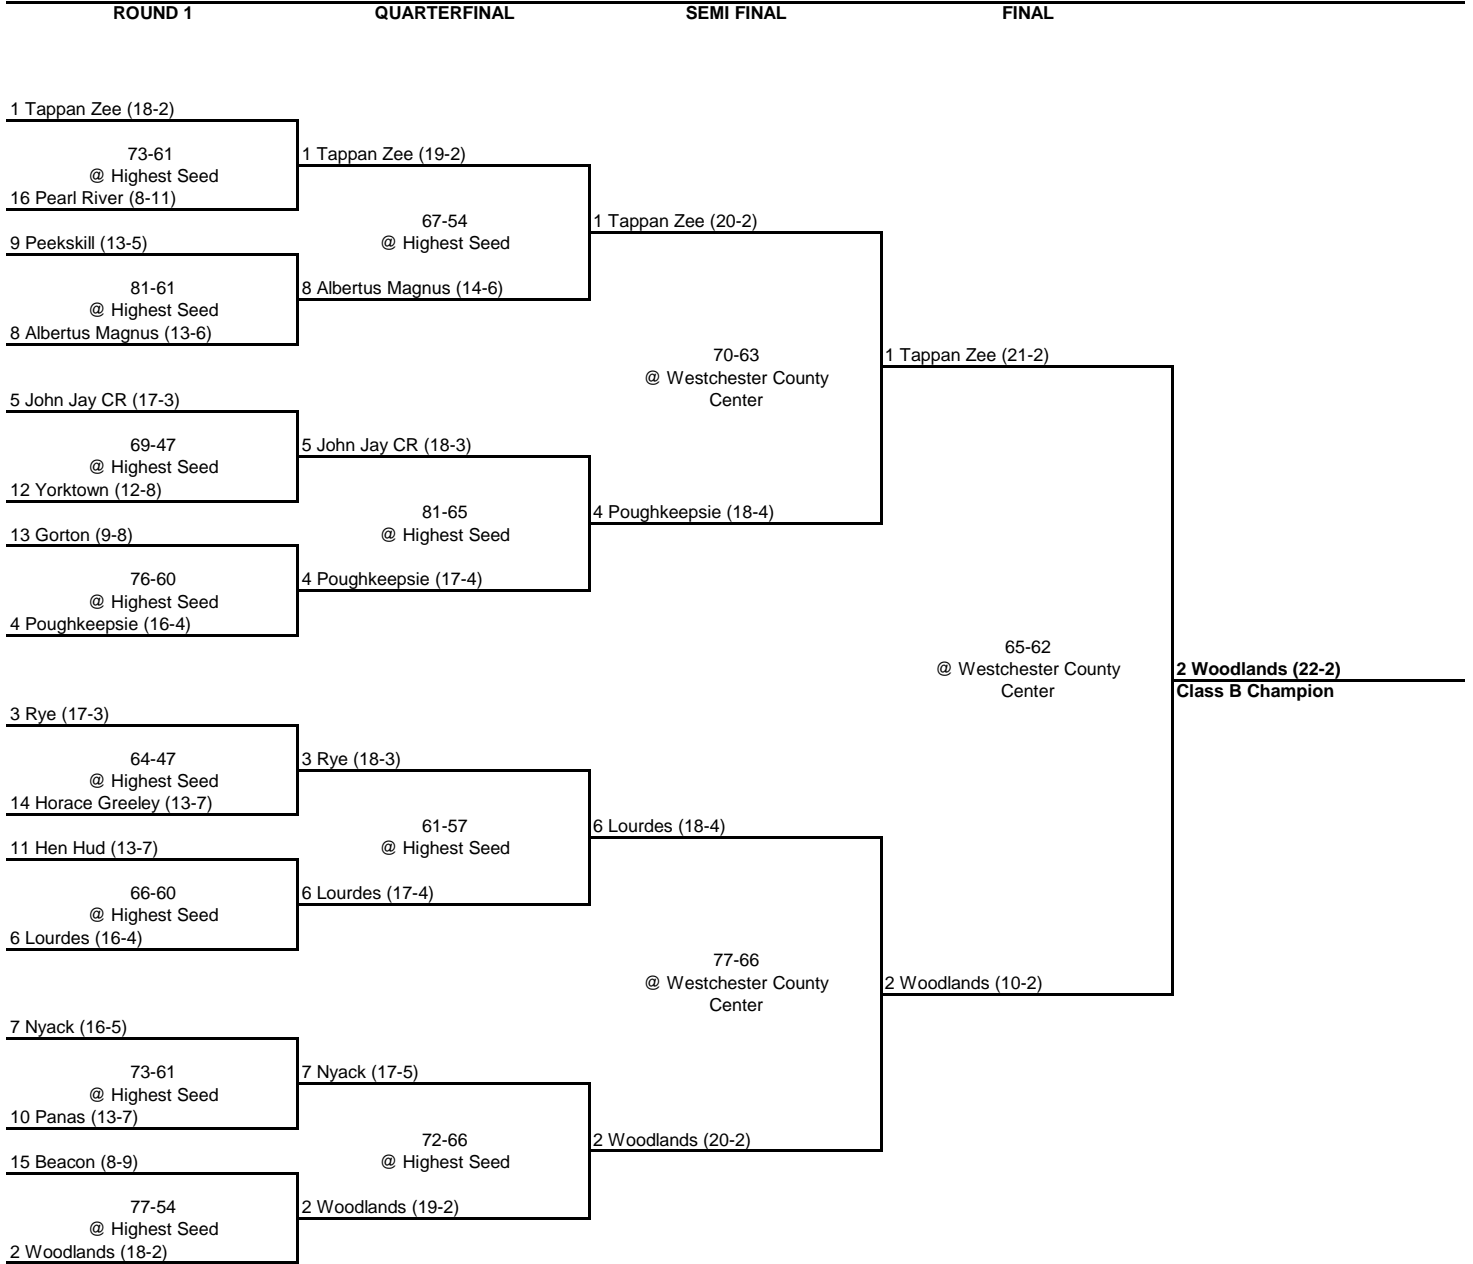 ROUND 1 QUARTERFINAL SEMI FINAL FINAL
1 Tappan Zee (18-2)
73-61
@ Highest Seed
16 Pearl River (8-11)
9 Peekskill (13-5)
81-61
@ Highest Seed
8 Albertus Magnus (13-6)
5 John Jay CR (17-3)
69-47
@ Highest Seed
12 Yorktown (12-8)
13 Gorton (9-8)
76-60
@ Highest Seed
4 Poughkeepsie (16-4)
3 Rye (17-3)
64-47
@ Highest Seed
14 Horace Greeley (13-7)
11 Hen Hud (13-7)
66-60
@ Highest Seed
6 Lourdes (16-4)
7 Nyack (16-5)
73-61
@ Highest Seed
10 Panas (13-7)
15 Beacon (8-9)
77-54
@ Highest Seed
2 Woodlands (18-2)
1 Tappan Zee (19-2)
67-54
@ Highest Seed
8 Albertus Magnus (14-6)
5 John Jay CR (18-3)
81-65
@ Highest Seed
4 Poughkeepsie (17-4)
3 Rye (18-3)
61-57
@ Highest Seed
6 Lourdes (17-4)
7 Nyack (17-5)
72-66
@ Highest Seed
2 Woodlands (19-2)
1 Tappan Zee (20-2)
70-63
@ Westchester County
Center
4 Poughkeepsie (18-4)
6 Lourdes (18-4)
77-66
@ Westchester County
Center
2 Woodlands (20-2)
1 Tappan Zee (21-2)
65-62
@ Westchester County
Center
2 Woodlands (10-2)
2 Woodlands (22-2)
Class B Champion